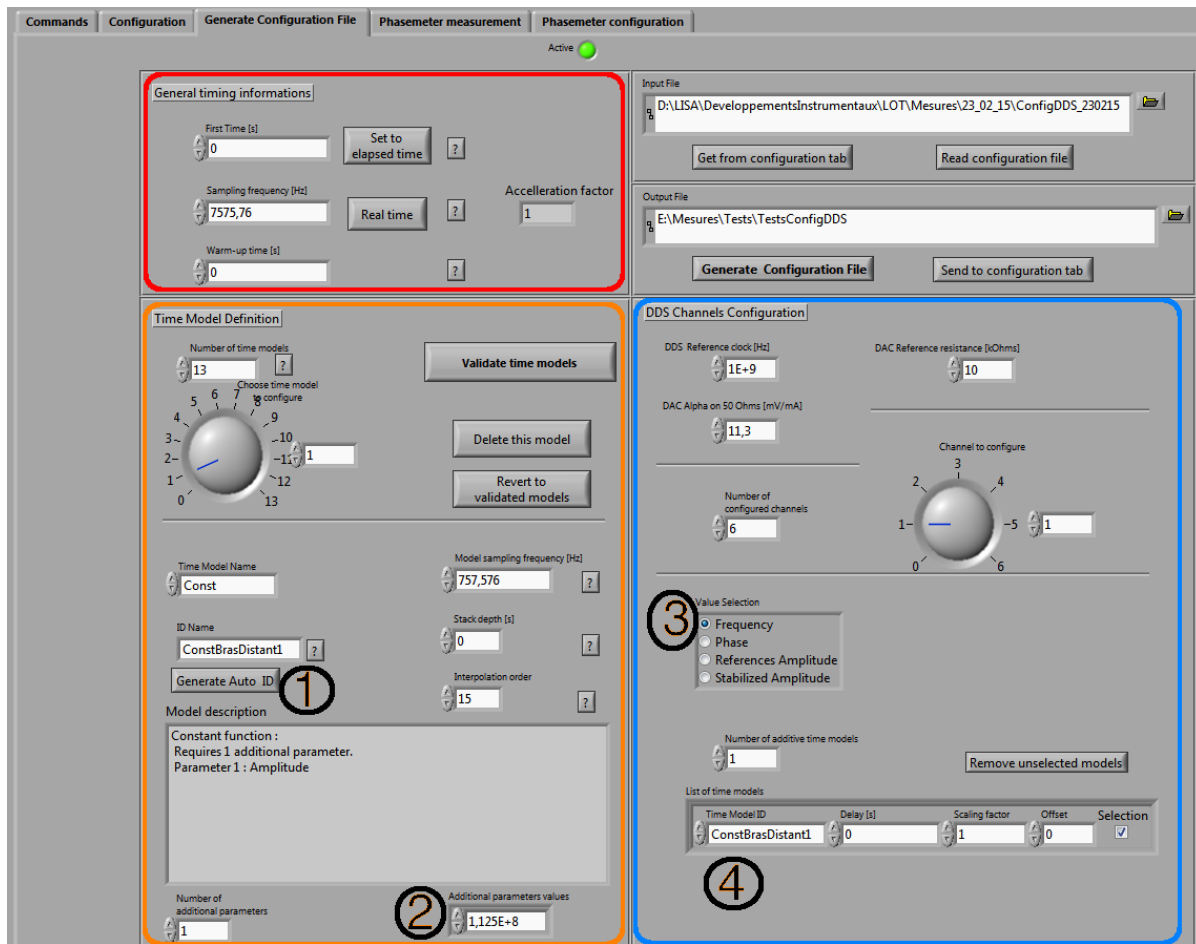 Commands Configuration Generate Configuration File Phasemeter measurement Phasemeter configuration
Active
General timing informations
First Time [s]
0
Set to
elapsed time
?
Sampling frequency [Hz]
7575,76
Real time
?
Accelleration factor
1
Warm-up time [s]
0
?
Input File
D:\LISA\DeveloppementsInstrumentaux\LOT\Mesures\23_02_15\ConfigDDS_230215
Get from configuration tab
Read configuration file
Output File
E:\Mesures\Tests\TestsConfigDDS
Generate Configuration File
Send to configuration tab
Time Model Definition
Number of time models
13
?
Validate time models
Choose time model
to configure
0 1 2 3 4 5 6 7 8 9 10 11 12 13
1
Delete this model
Revert to
validated models
Time Model Name
Const
Model sampling frequency [Hz]
757,576
?
ID Name
ConstBrasDistant1
?
Stack depth [s]
0
?
Generate Auto ID
1
Interpolation order
15
?
Model description
Constant function :
Requires 1 additional parameter.
Parameter 1 : Amplitude
Number of
additional parameters
1
2
Additional parameters values
1,125E+8
DDS Channels Configuration
DDS Reference clock [Hz]
1E+9
DAC Reference resistance [kOhms]
10
DAC Alpha on 50 Ohms [mV/mA]
11,3
Number of
configured channels
6
Channel to configure
0 1 2 3 4 5 6
1
3
Value Selection
Frequency
Phase
References Amplitude
Stabilized Amplitude
Number of additive time models
1
Remove unselected models
List of time models
Time Model ID Delay [s] Scaling factor Offset Selection
ConstBrasDistant1 0 1 0
4